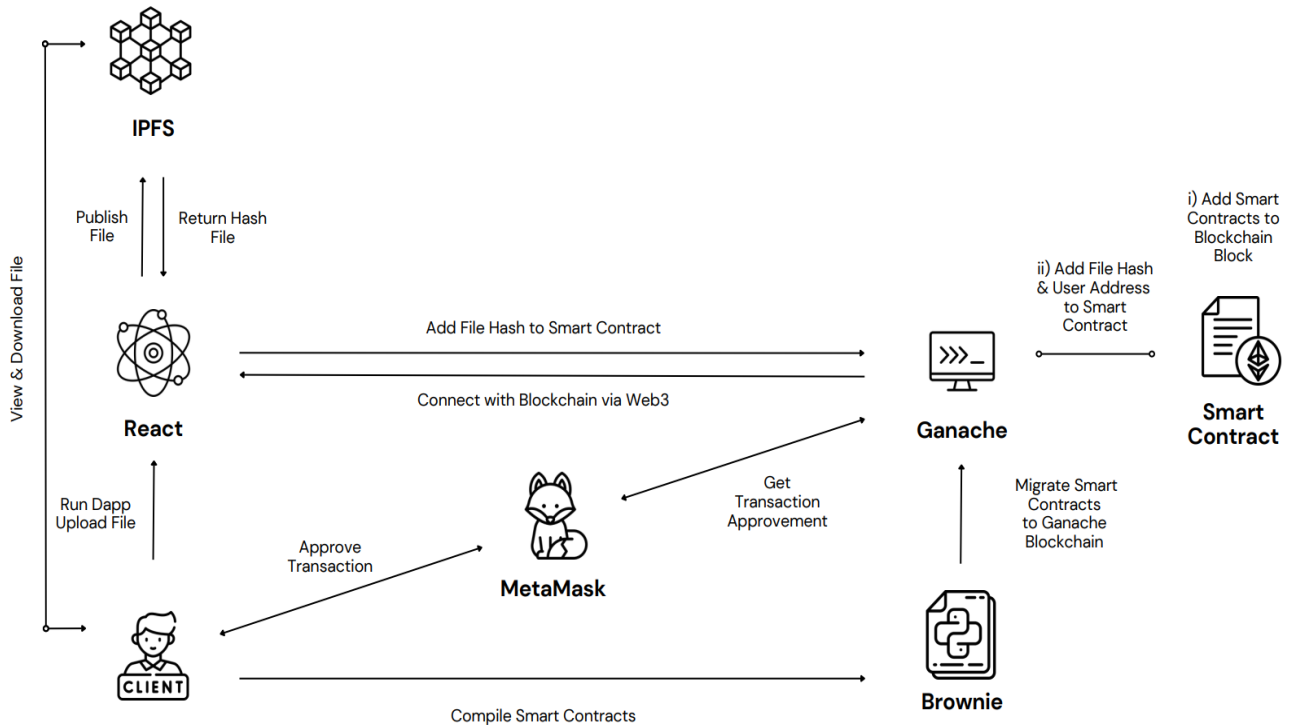 IPFS
Publish
File
Return Hash
File
View & Download File
i) Add Smart
Contracts to
Blockchain
Block
ii) Add File Hash
& User Address
to Smart
Contract
Add File Hash to Smart Contract
>>>_
Connect with Blockchain via Web3
React
Ganache
Smart
Contract
Run Dapp
Upload File
Get
Transaction
Approvement
Migrate Smart
Contracts
to Ganache
Blockchain
Approve
Transaction
MetaMask
CLIENT
Brownie
Compile Smart Contracts